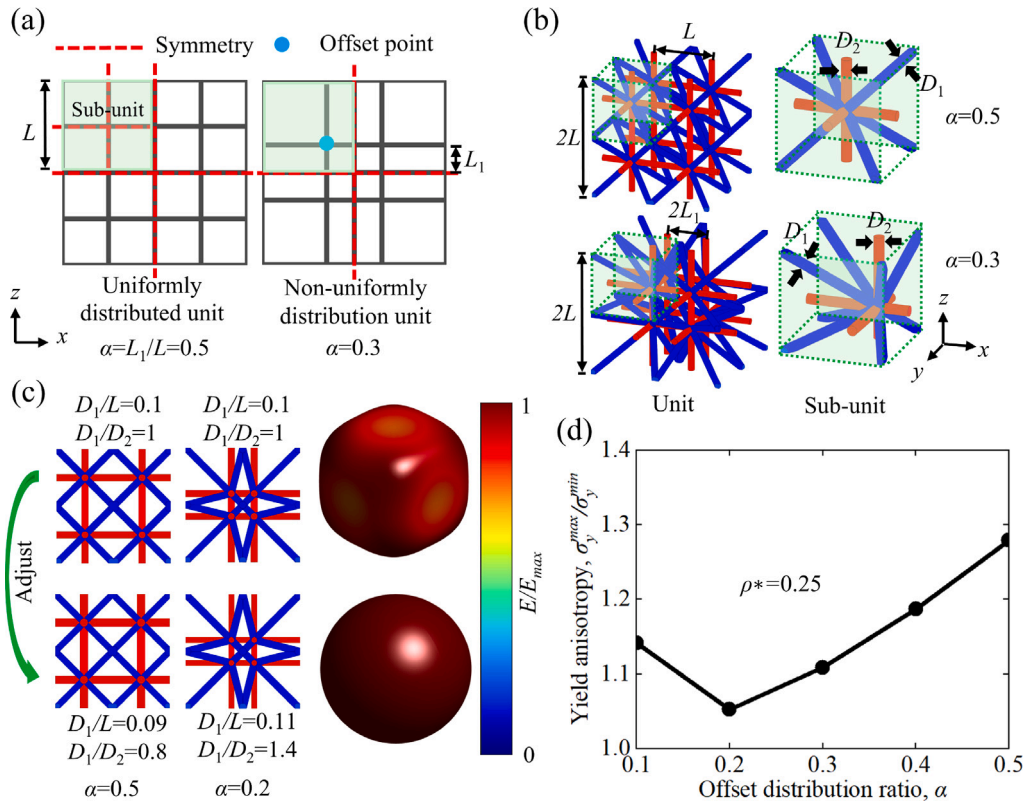 (a)
Symmetry
Offset point
Sub-unit
L
L₁
Uniformly
distributed unit
α=L₁/L=0.5
Non-uniformly
distribution unit
α=0.3
z
x
(b)
L
2L
D₂
D₁
α=0.5
2L₁
2L
D₁
D₂
α=0.3
z
x
y
Unit
Sub-unit
(c)
D₁/L=0.1
D₁/D₂=1
D₁/L=0.1
D₁/D₂=1
Adjust
D₁/L=0.09
D₁/D₂=0.8
α=0.5
D₁/L=0.11
D₁/D₂=1.4
α=0.2
1
E/Eₘₐₓ
0
(d)
Yield anisotropy, σ_y^max/σ_y^min
1.4
1.3
1.2
1.1
1.0
ρ*=0.25
0.1
0.2
0.3
0.4
0.5
Offset distribution ratio, α